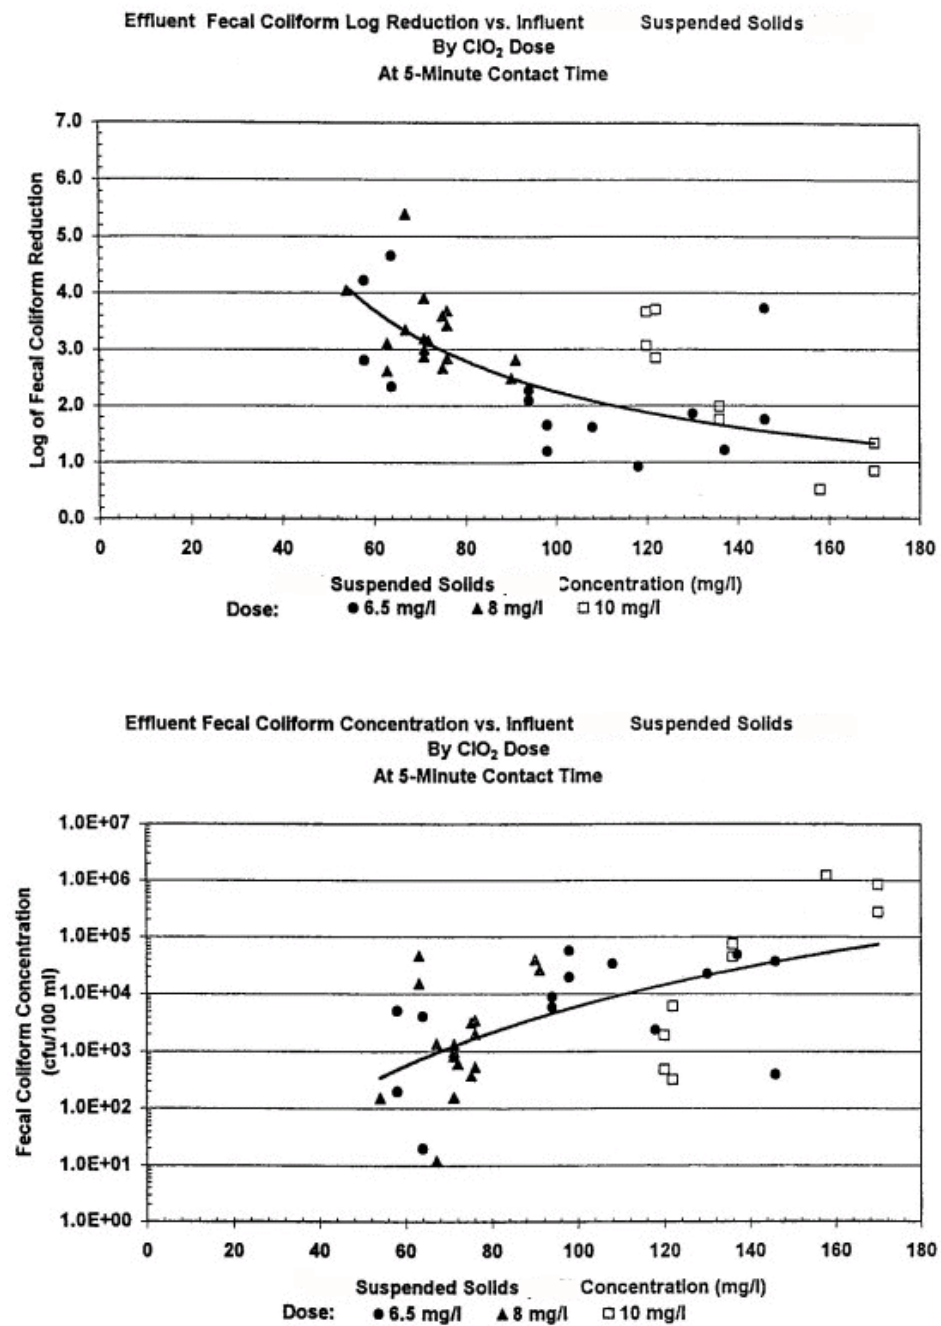 Effluent Fecal Coliform Log Reduction vs. Influent Suspended Solids
By ClO₂ Dose
At 5-Minute Contact Time
Log of Fecal Coliform Reduction
7.0
6.0
5.0
4.0
3.0
2.0
1.0
0.0
0 20 40 60 80 100 120 140 160 180
Suspended Solids Concentration (mg/l)
Dose: 6.5 mg/l 8 mg/l 10 mg/l
Effluent Fecal Coliform Concentration vs. Influent Suspended Solids
By ClO₂ Dose
At 5-Minute Contact Time
Fecal Coliform Concentration
(cfu/100 ml)
1.0E+07
1.0E+06
1.0E+05
1.0E+04
1.0E+03
1.0E+02
1.0E+01
1.0E+00
0 20 40 60 80 100 120 140 160 180
Suspended Solids Concentration (mg/l)
Dose: 6.5 mg/l 8 mg/l 10 mg/l